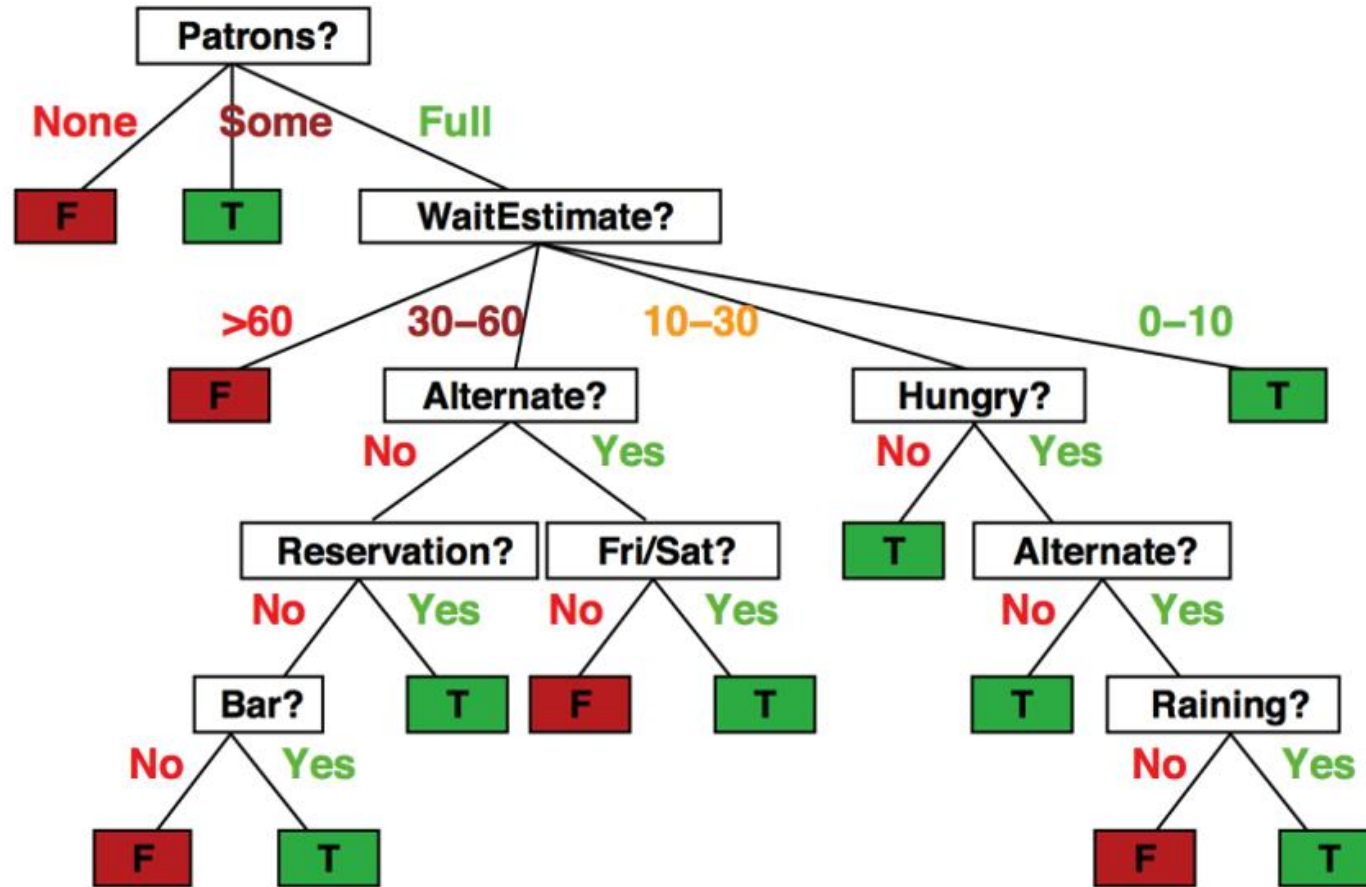 Patrons?
None Some Full
F T WaitEstimate?
>60 30–60 10–30 0–10
F Alternate? Hungry? T
No Yes No Yes
Reservation? Fri/Sat? T Alternate?
No Yes No Yes No Yes
Bar? T F T T Raining?
No Yes No Yes
F T F T